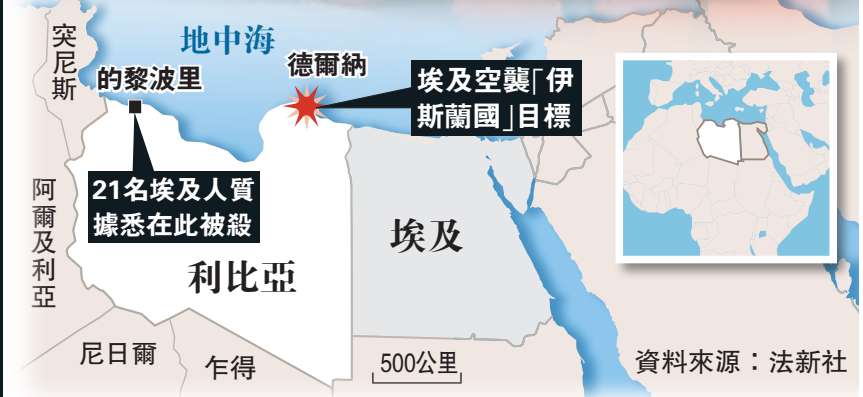 突尼斯
地中海
的黎波里
德爾納
埃及空襲「伊
斯蘭國」目標
21名埃及人質
據悉在此被殺
阿爾及利亞
利比亞
埃及
尼日爾
乍得
500公里
資料來源：法新社